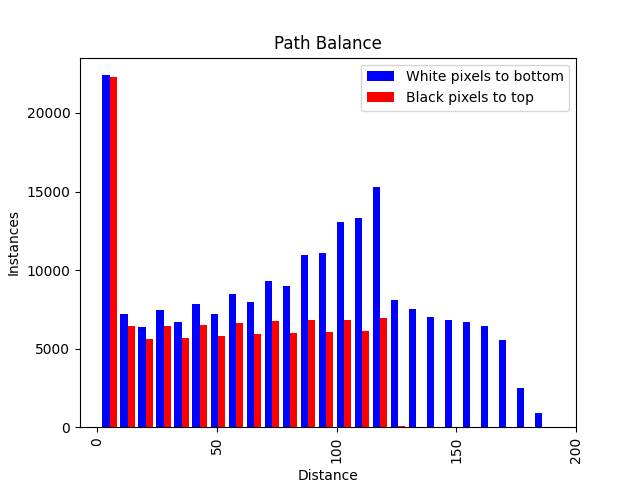 Path Balance
White pixels to bottom
Black pixels to top
Instances
20000
15000
10000
5000
0
0
50
100
150
200
Distance